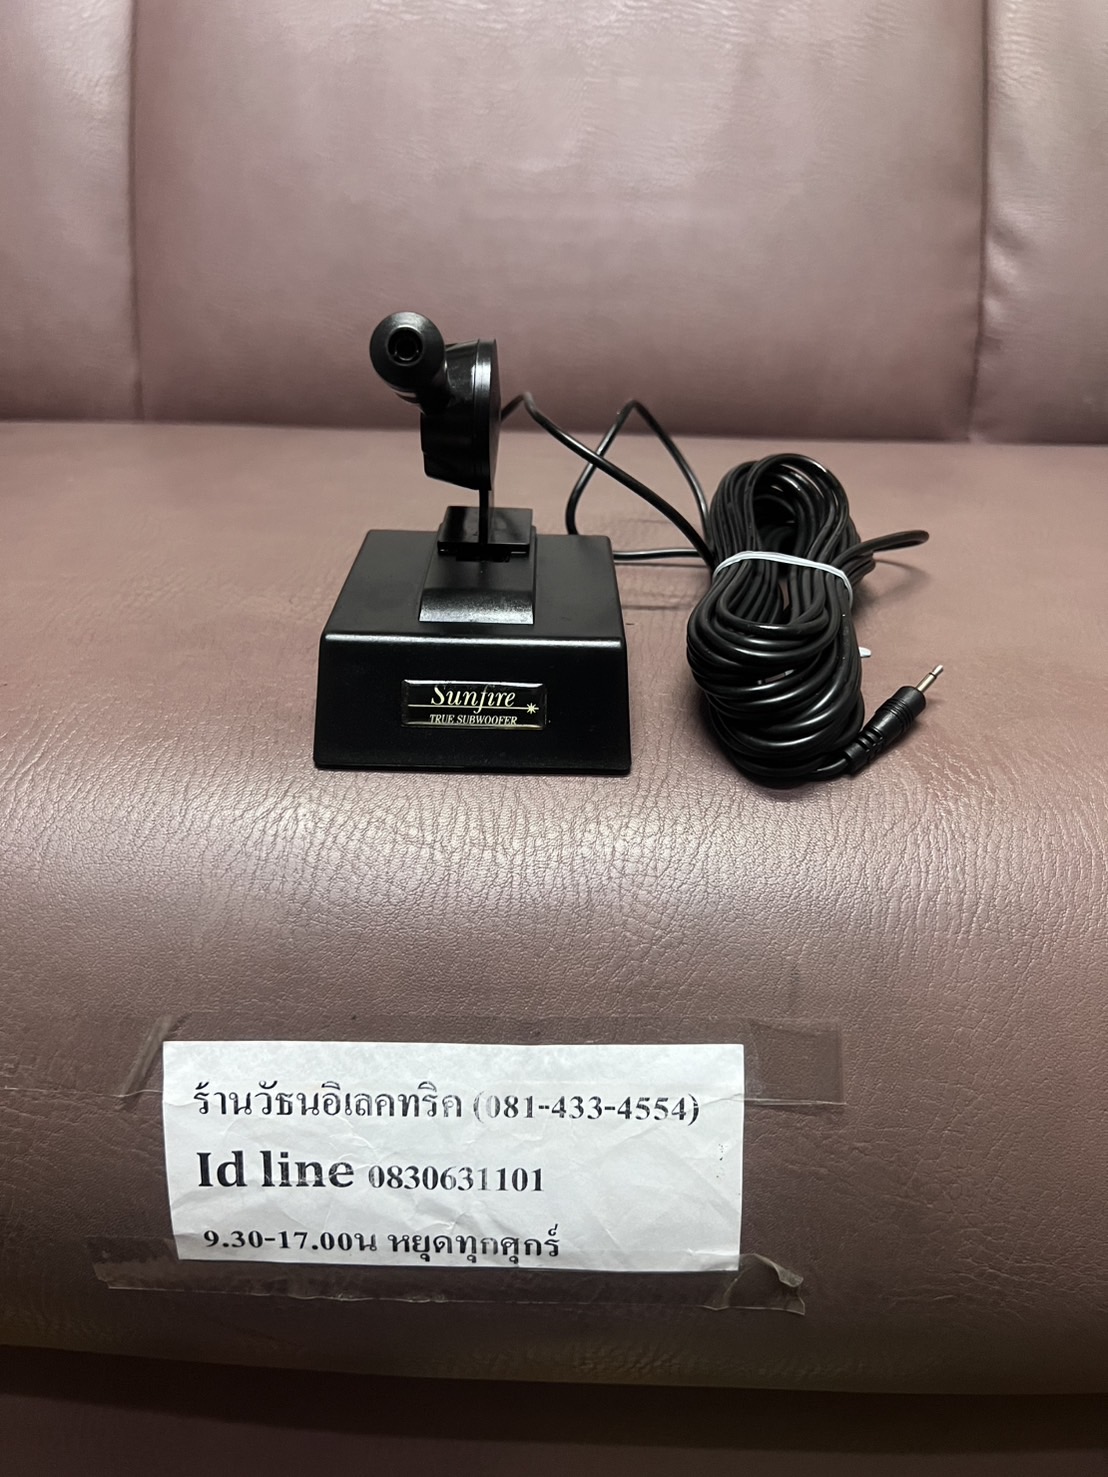 Sunfire
TRUE SUBWOOFER
ร้านวัธนอิเลคทริค (081-433-4554)
Id line 0830631101
9.30-17.00น หยุดทุกศุกร์